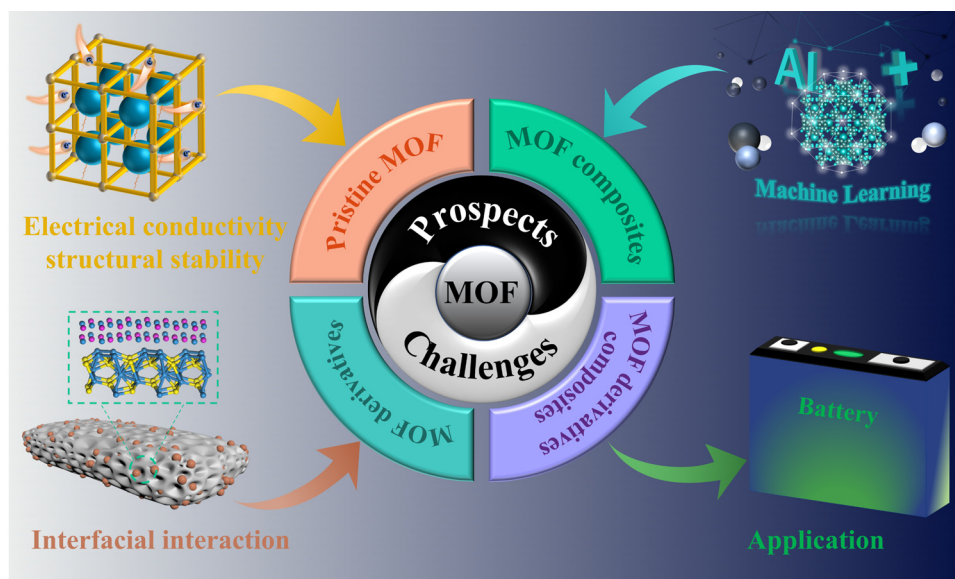 Electrical conductivity
structural stability
Pristine MOF
MOF composites
AI +
Machine Learning
Prospects
MOF
Challenges
MOF derivatives
MOF derivatives
composites
Battery
Interfacial interaction
Application